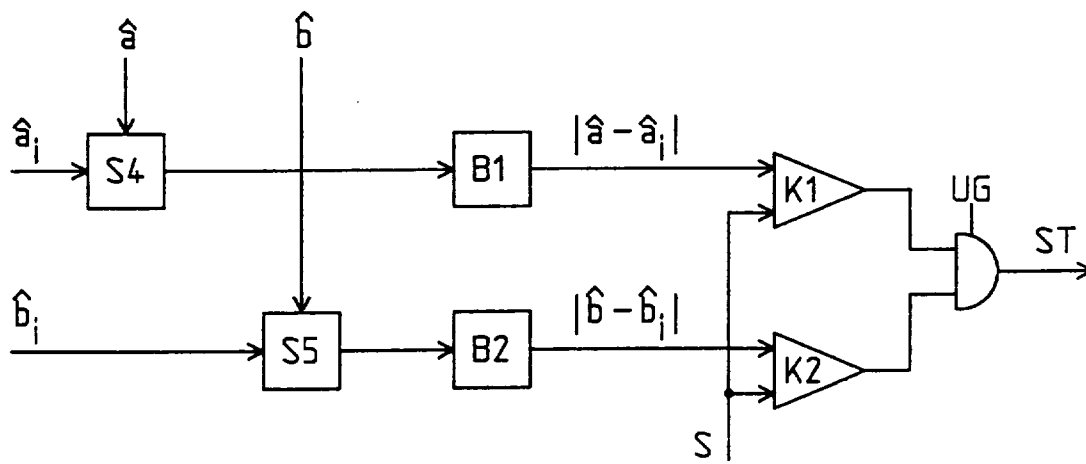 â
b̂
âᵢ
S4
B1
|â - âᵢ|
K1
UG
ST
b̂ᵢ
S5
B2
|b̂ - b̂ᵢ|
K2
S